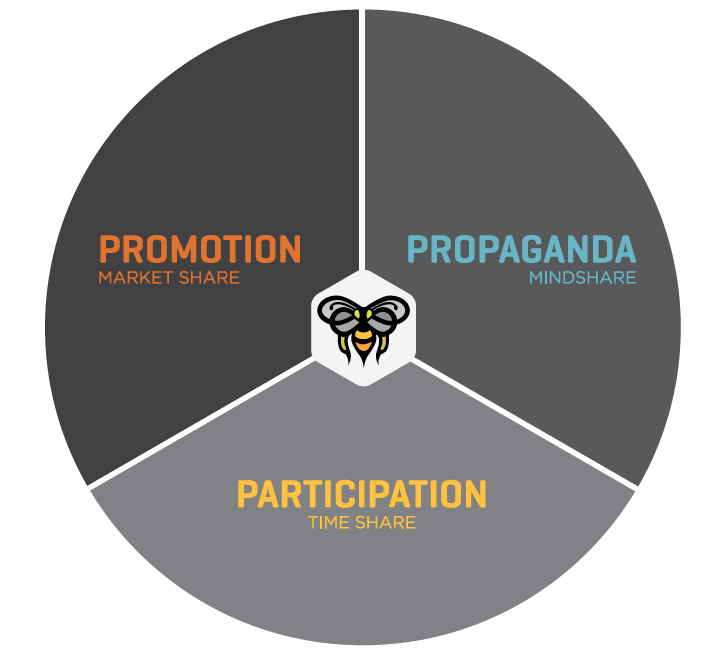 PROMOTION
MARKET SHARE
PROPAGANDA
MINDSHARE
PARTICIPATION
TIME SHARE